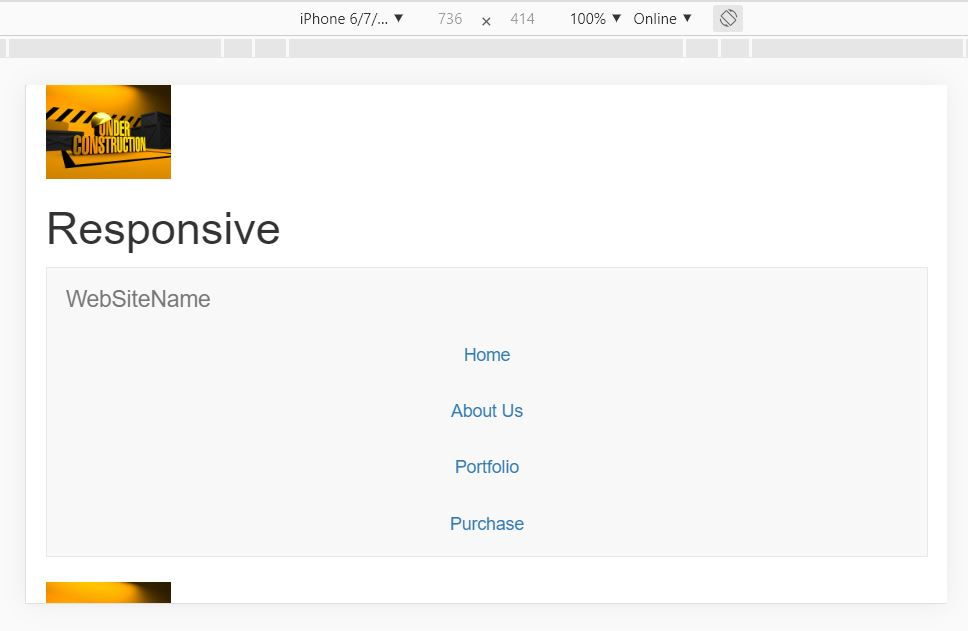 iPhone 6/7/... ▼ 736 × 414 100% ▼ Online ▼
UNDER
CONSTRUCTION
Responsive
WebSiteName
Home
About Us
Portfolio
Purchase